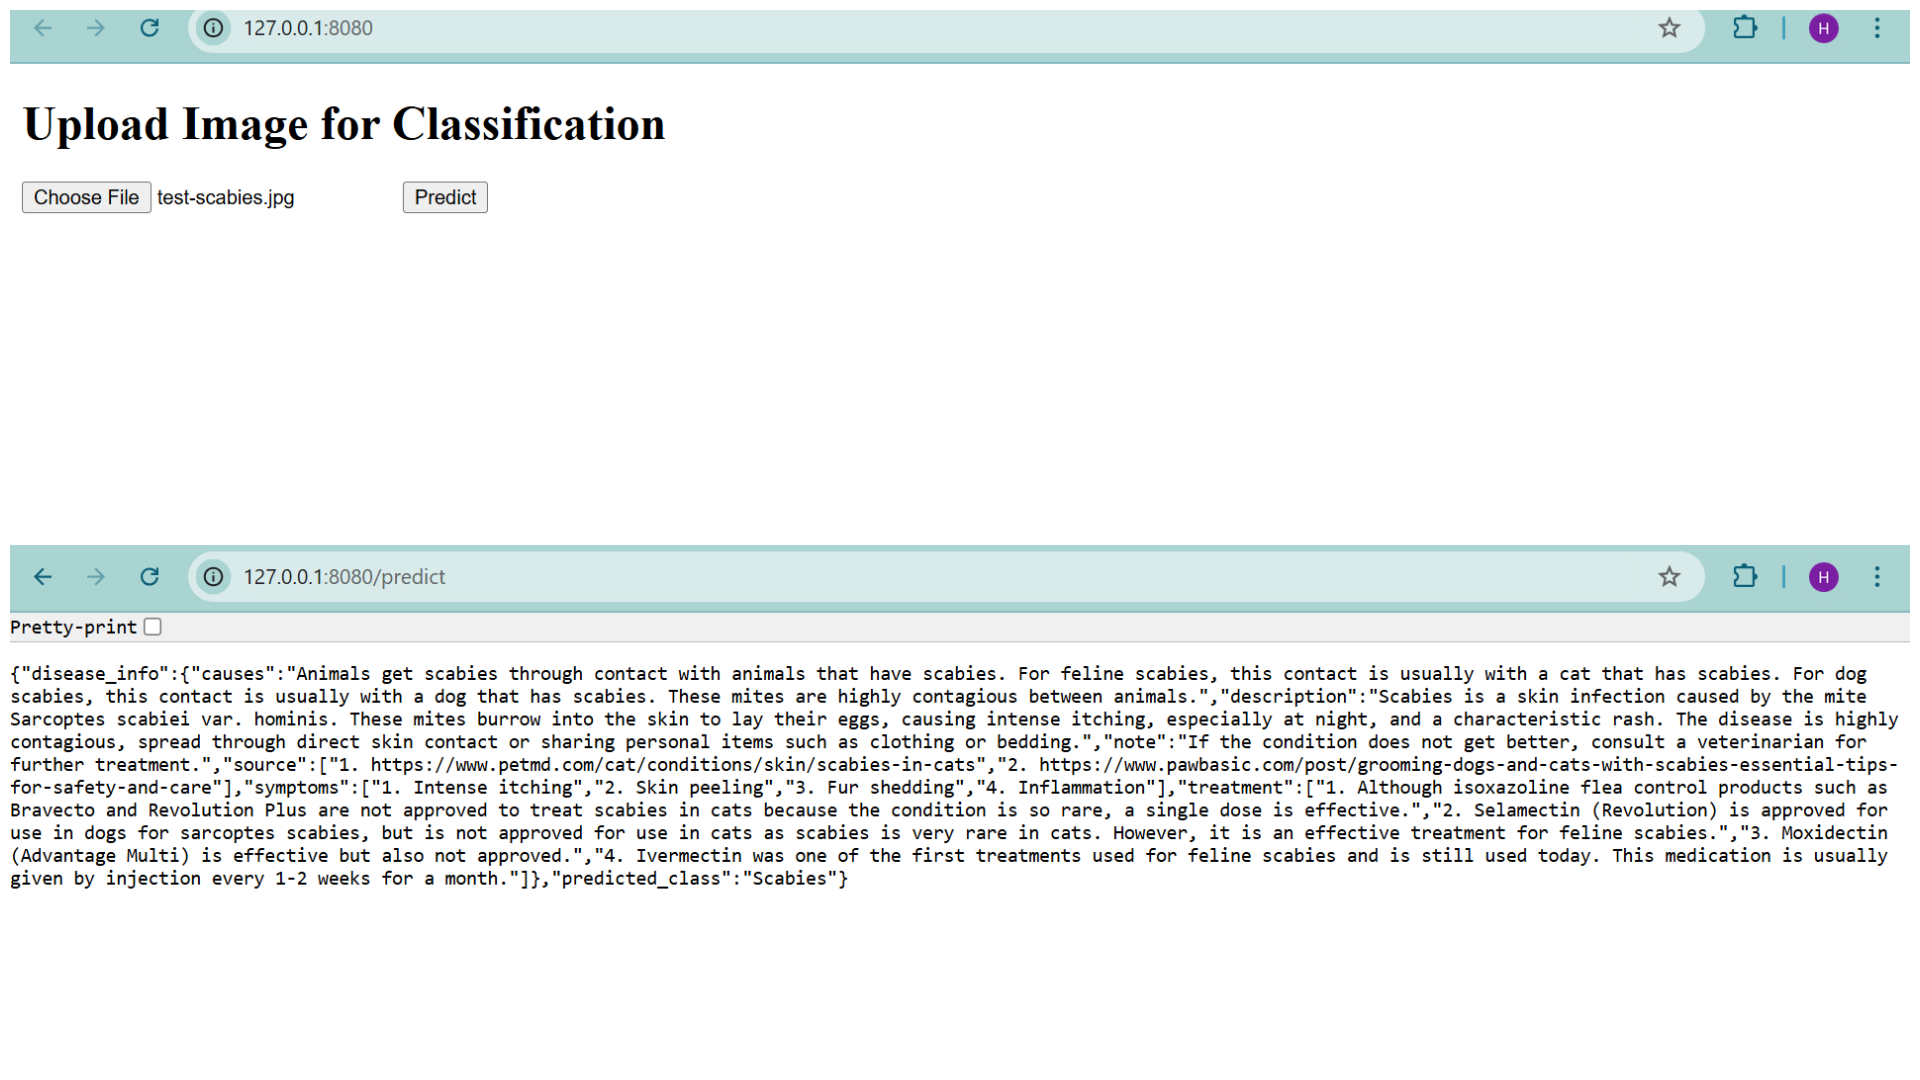 127.0.0.1:8080
H
Upload Image for Classification
Choose File test-scabies.jpg Predict
127.0.0.1:8080/predict
H
Pretty-print
{"disease_info":{"causes":"Animals get scabies through contact with animals that have scabies. For feline scabies, this contact is usually with a cat that has scabies. For dog
scabies, this contact is usually with a dog that has scabies. These mites are highly contagious between animals.","description":"Scabies is a skin infection caused by the mite
Sarcoptes scabiei var. hominis. These mites burrow into the skin to lay their eggs, causing intense itching, especially at night, and a characteristic rash. The disease is highly
contagious, spread through direct skin contact or sharing personal items such as clothing or bedding.","note":"If the condition does not get better, consult a veterinarian for
further treatment.","source":["1. https://www.petmd.com/cat/conditions/skin/scabies-in-cats","2. https://www.pawbasic.com/post/grooming-dogs-and-cats-with-scabies-essential-tips-
for-safety-and-care"],"symptoms":["1. Intense itching","2. Skin peeling","3. Fur shedding","4. Inflammation"],"treatment":["1. Although isoxazoline flea control products such as
Bravecto and Revolution Plus are not approved to treat scabies in cats because the condition is so rare, a single dose is effective.","2. Selamectin (Revolution) is approved for
use in dogs for sarcoptes scabies, but is not approved for use in cats as scabies is very rare in cats. However, it is an effective treatment for feline scabies.","3. Moxidectin
(Advantage Multi) is effective but also not approved.","4. Ivermectin was one of the first treatments used for feline scabies and is still used today. This medication is usually
given by injection every 1-2 weeks for a month."]},"predicted_class":"Scabies"}